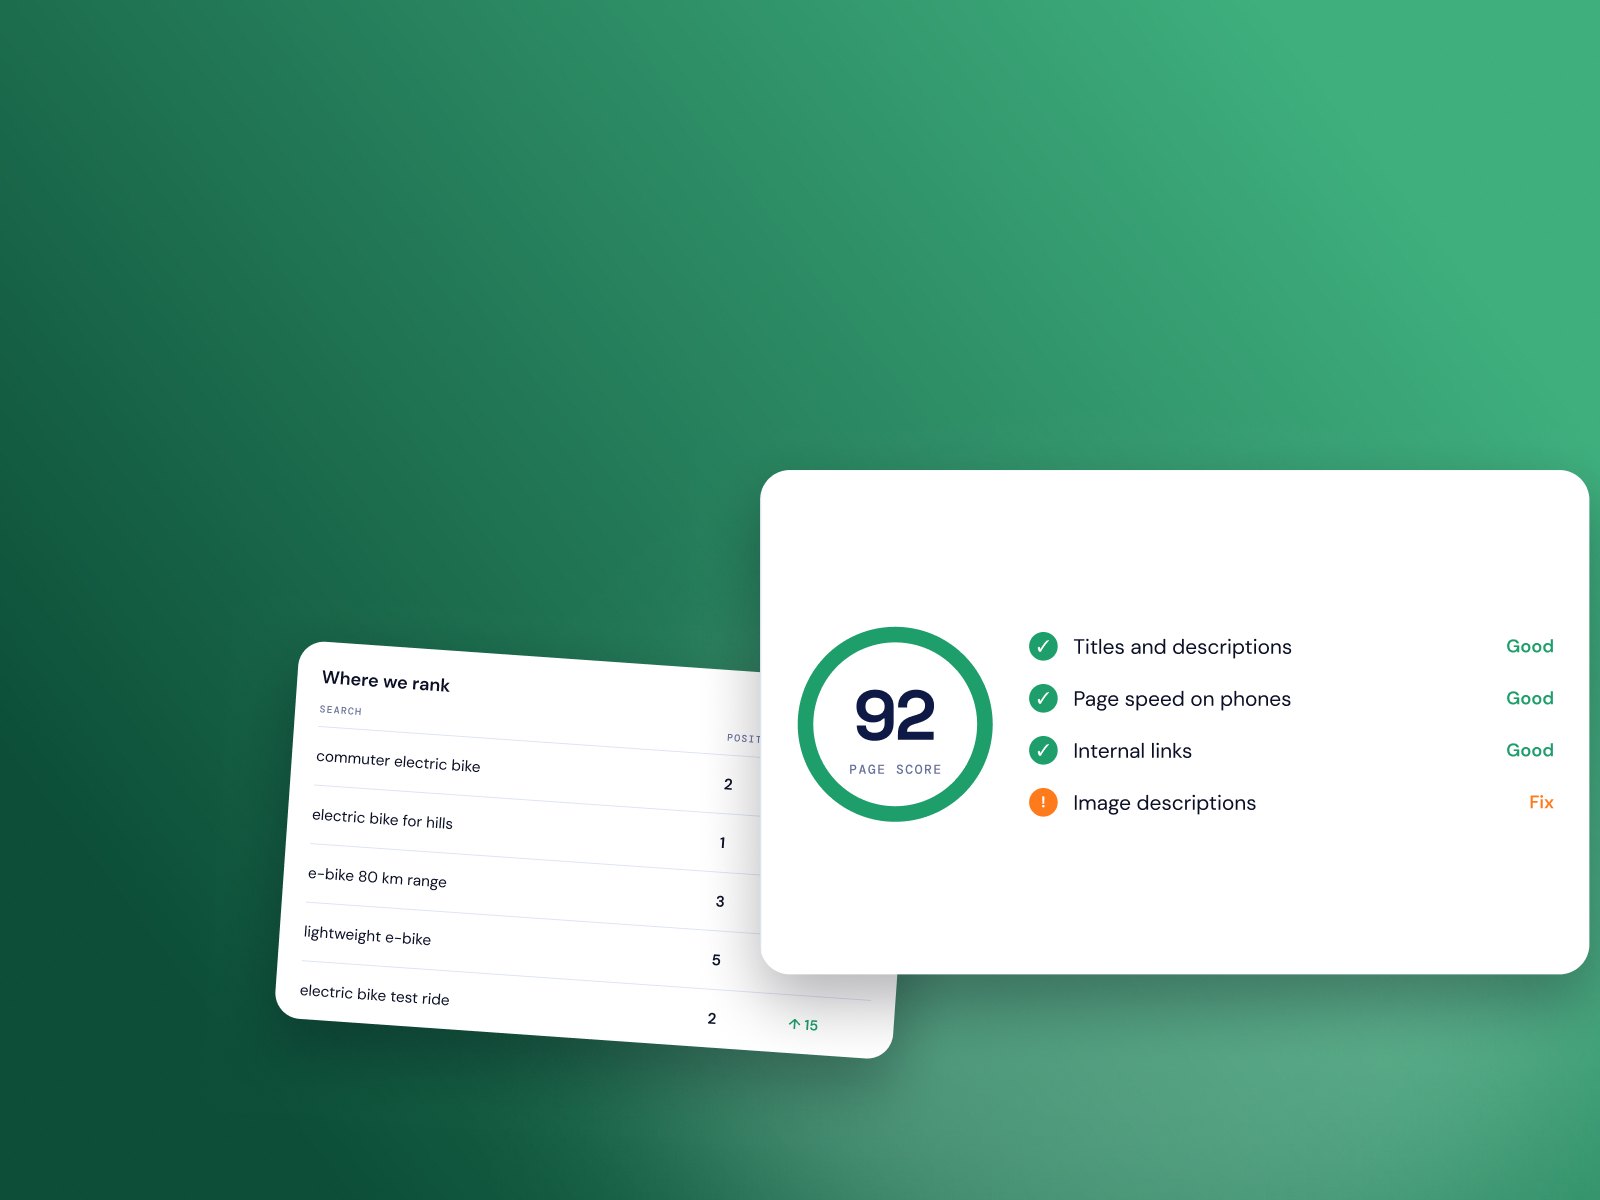 Where we rank
SEARCH
commuter electric bike 2
electric bike for hills 1
e-bike 80 km range 3
lightweight e-bike 5
electric bike test ride 2 ↑ 15
92
PAGE SCORE
✓ Titles and descriptions Good
✓ Page speed on phones Good
✓ Internal links Good
! Image descriptions Fix